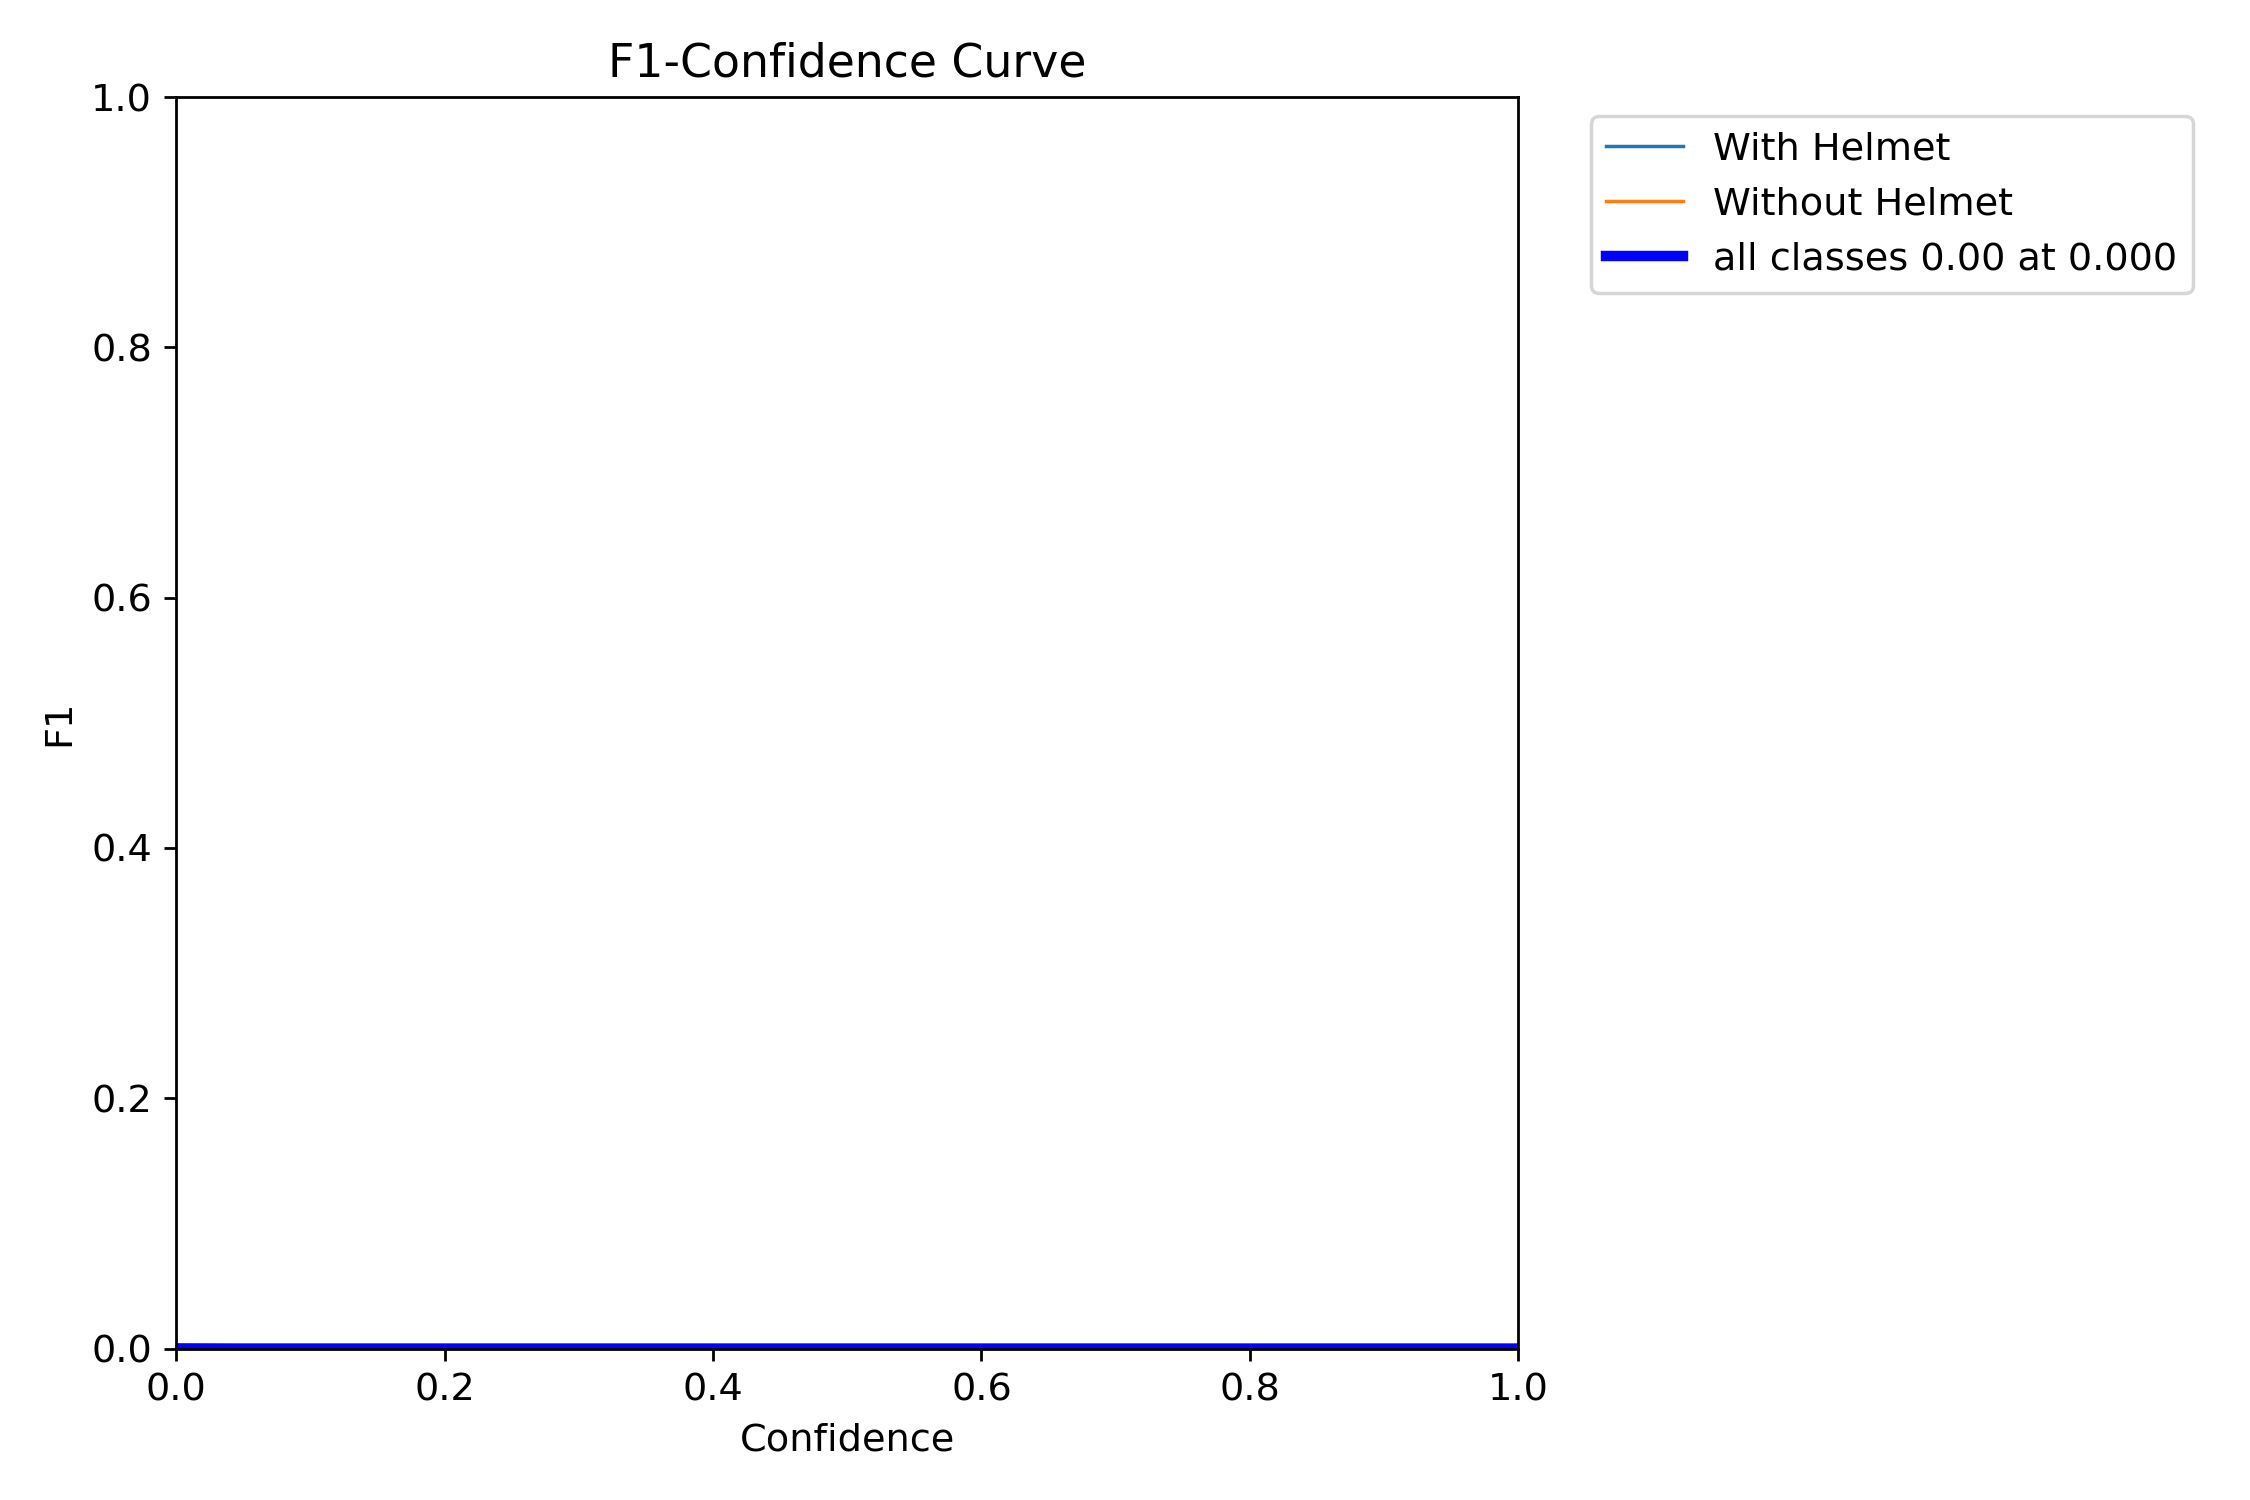 F1-Confidence Curve
1.0
0.8
0.6
0.4
0.2
0.0
F1
0.0 0.2 0.4 0.6 0.8 1.0
Confidence
With Helmet
Without Helmet
all classes 0.00 at 0.000